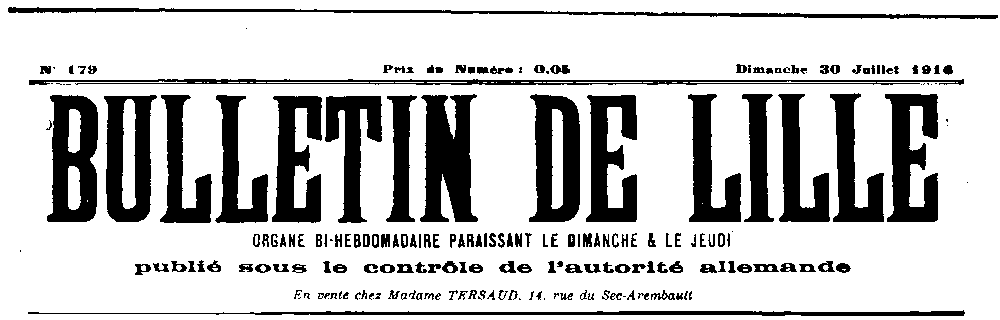 N° 179 Prix du Numéro : 0,05 Dimanche 30 Juillet 1916
BULLETIN DE LILLE
ORGANE BI-HEBDOMADAIRE PARAISSANT LE DIMANCHE & LE JEUDI
publié sous le contrôle de l'autorité allemande
En vente chez Madame TERSAUD, 14, rue du Sec-Arembault